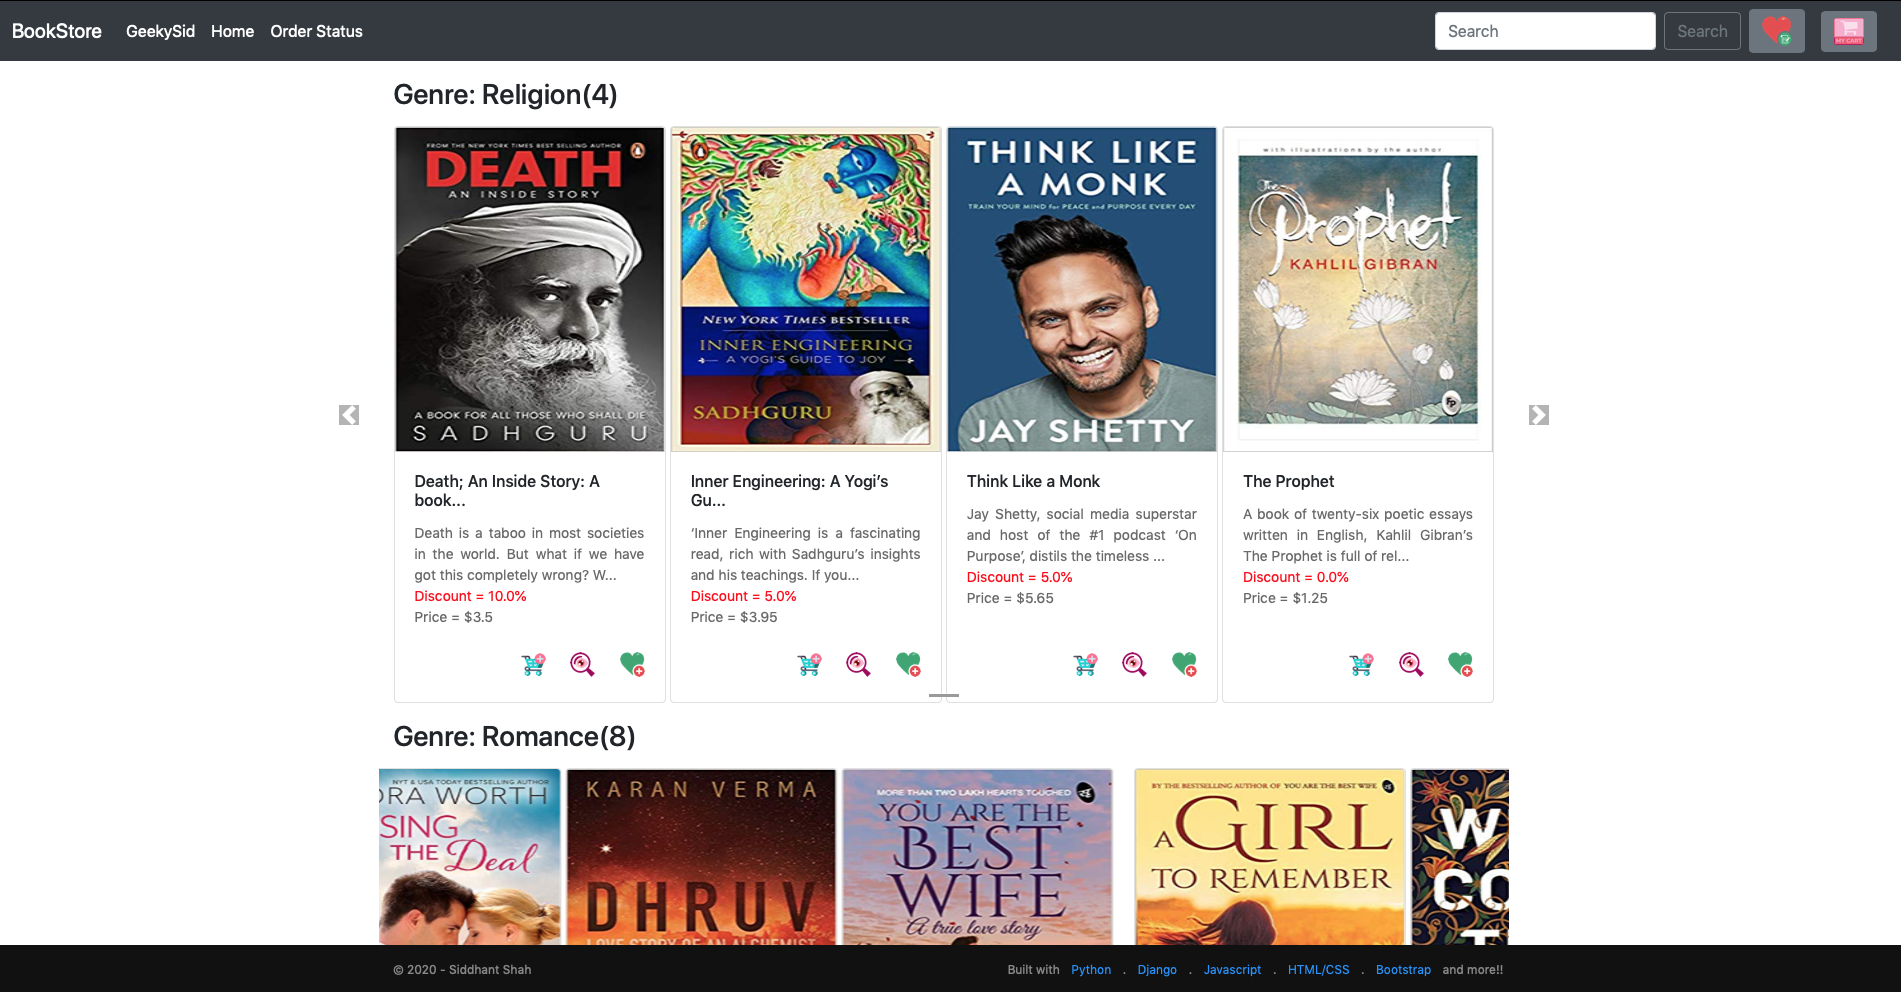 BookStore GeekySid Home Order Status Search Search MY CART
Genre: Religion(4)
FROM THE NEW YORK TIMES BEST SELLING AUTHOR
DEATH
AN INSIDE STORY
A BOOK FOR ALL THOSE WHO SHALL DIE
SADHGURU
NEW YORK TIMES BESTSELLER
INNER ENGINEERING
A YOGI'S GUIDE TO JOY
SADHGURU
THINK LIKE
A MONK
TRAIN YOUR MIND for PEACE and PURPOSE EVERY DAY
JAY SHETTY
with illustrations by the author
The
Prophet
KAHLIL GIBRAN
FP
Death; An Inside Story: A
book...
Death is a taboo in most societies
in the world. But what if we have
got this completely wrong? W...
Discount = 10.0%
Price = $3.5
Inner Engineering: A Yogi’s
Gu...
‘Inner Engineering is a fascinating
read, rich with Sadhguru’s insights
and his teachings. If you...
Discount = 5.0%
Price = $3.95
Think Like a Monk
Jay Shetty, social media superstar
and host of the #1 podcast ‘On
Purpose’, distils the timeless ...
Discount = 5.0%
Price = $5.65
The Prophet
A book of twenty-six poetic essays
written in English, Kahlil Gibran’s
The Prophet is full of rel...
Discount = 0.0%
Price = $1.25
Genre: Romance(8)
NYT & USA TODAY BESTSELLING AUTHOR
ORA WORTH
SING
THE Deal
KARAN VERMA
DHRUV
LOVE STORY OF AN ALCHEMIST
MORE THAN TWO LAKH HEARTS TOUCHED
YOU ARE THE
BEST
WIFE
A true love story
BY THE BESTSELLING AUTHOR OF YOU ARE THE BEST WIFE
A GIRL
TO REMEMBER
W
CO
T
© 2020 - Siddhant Shah
Built with Python . Django . Javascript . HTML/CSS . Bootstrap and more!!